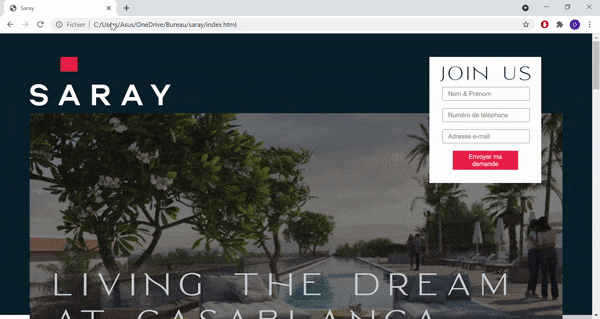 Saray
Fichier
C:/Users/Asus/OneDrive/Bureau/saray/index.html
SARAY
JOIN US
Nom & Prénom
Numéro de téléphone
Adresse e-mail
Envoyer ma
demande
LIVING THE DREAM
AT CASABLANCA